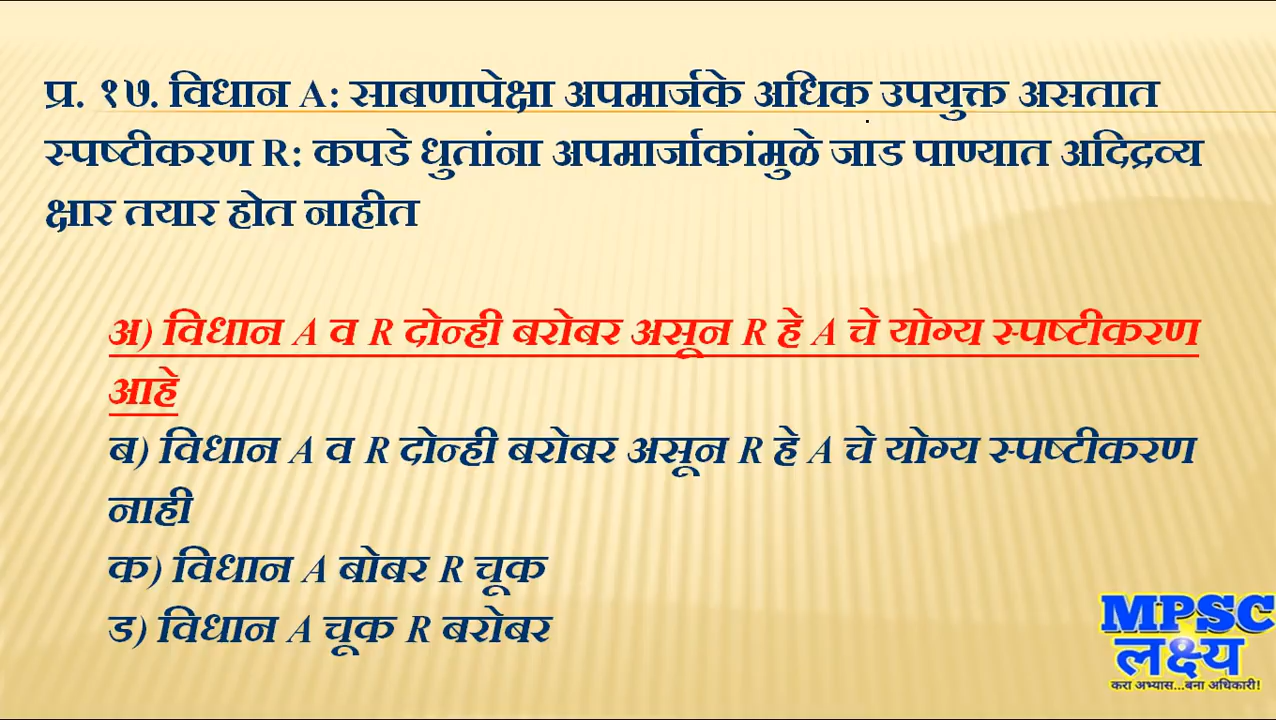 प्र. १७. विधान A: साबणापेक्षा अपमार्जके अधिक उपयुक्त असतात
स्पष्टीकरण R: कपडे धुतांना अपमार्जाकांमुळे जाड पाण्यात अदिद्रव्य
क्षार तयार होत नाहीत
अ) विधान A व R दोन्ही बरोबर असून R हे A चे योग्य स्पष्टीकरण
आहे
ब) विधान A व R दोन्ही बरोबर असून R हे A चे योग्य स्पष्टीकरण
नाही
क) विधान A बोबर R चूक
ड) विधान A चूक R बरोबर
MPSC
लक्ष्य
करा अभ्यास...बना अधिकारी!